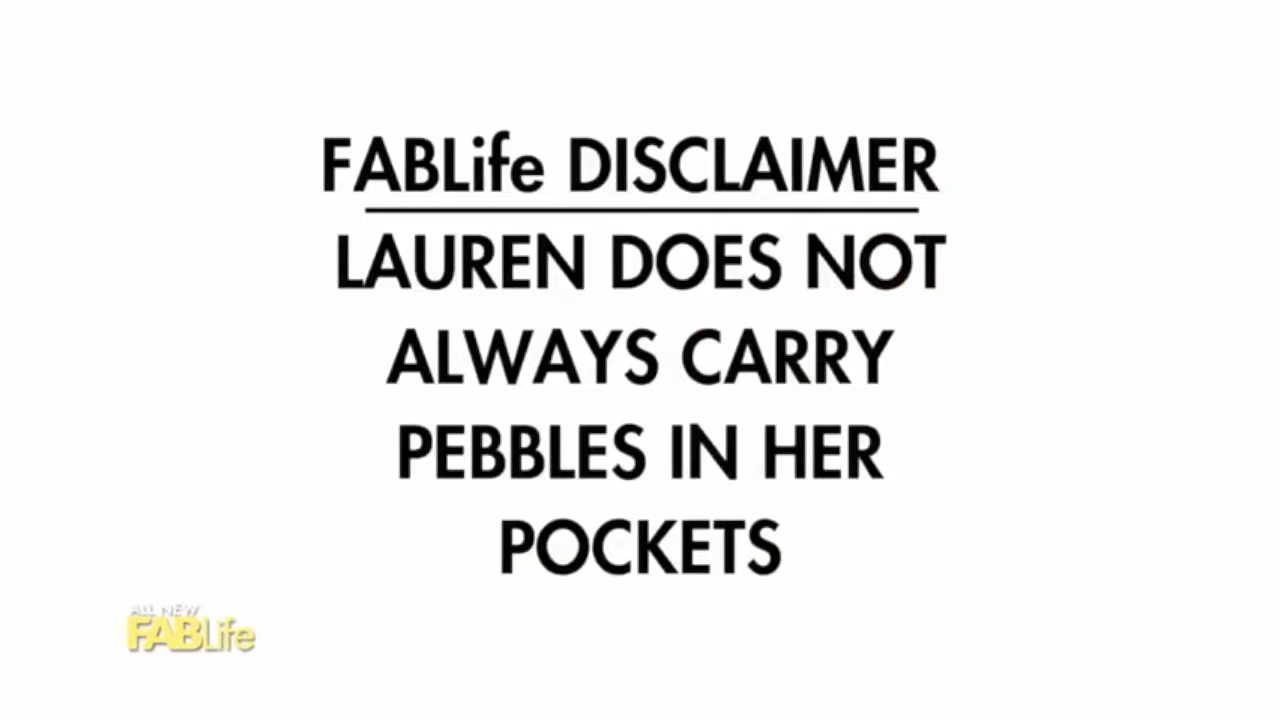 FABLife DISCLAIMER
LAUREN DOES NOT
ALWAYS CARRY
PEBBLES IN HER
POCKETS
ALL NEW
FABLife